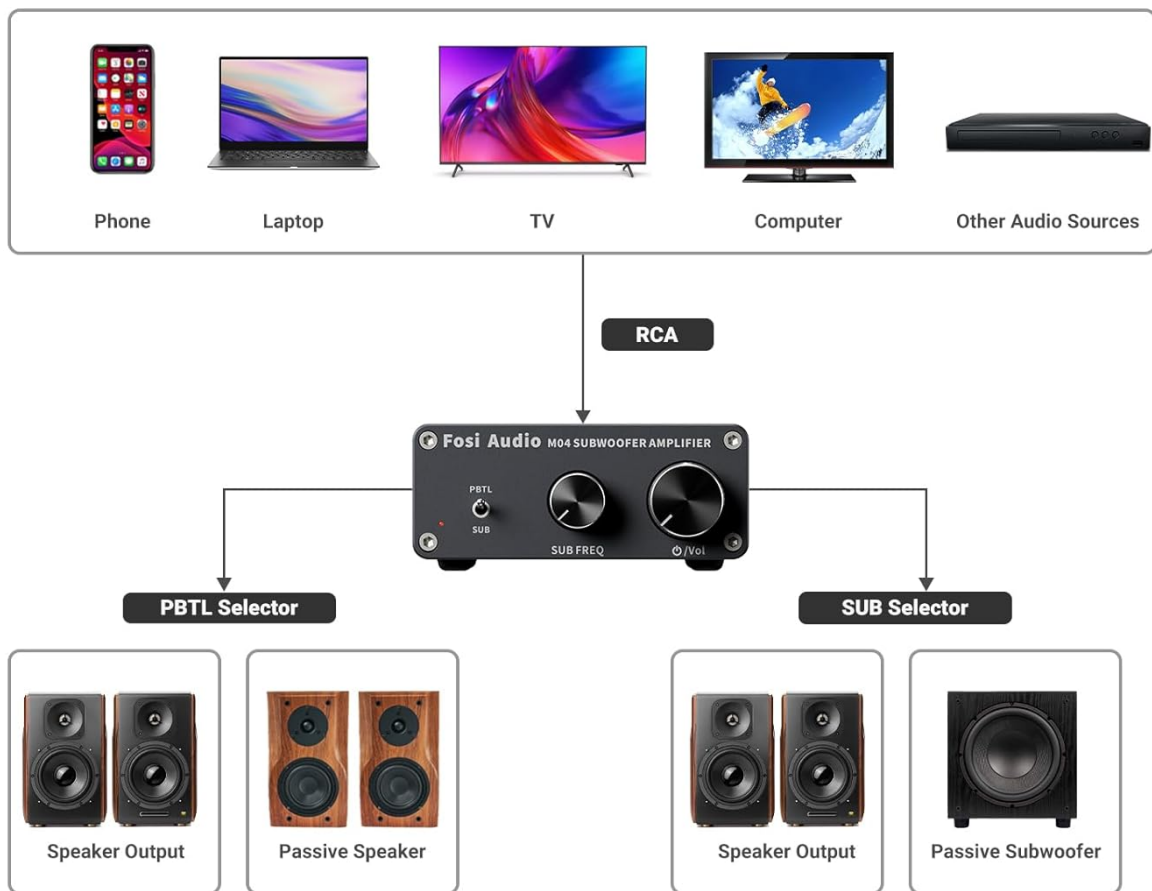 Phone
Laptop
TV
Computer
Other Audio Sources
RCA
Fosi Audio M04 SUBWOOFER AMPLIFIER
PBTL
SUB
SUB FREQ
⏻/Vol
PBTL Selector
SUB Selector
Speaker Output
Passive Speaker
Speaker Output
Passive Subwoofer